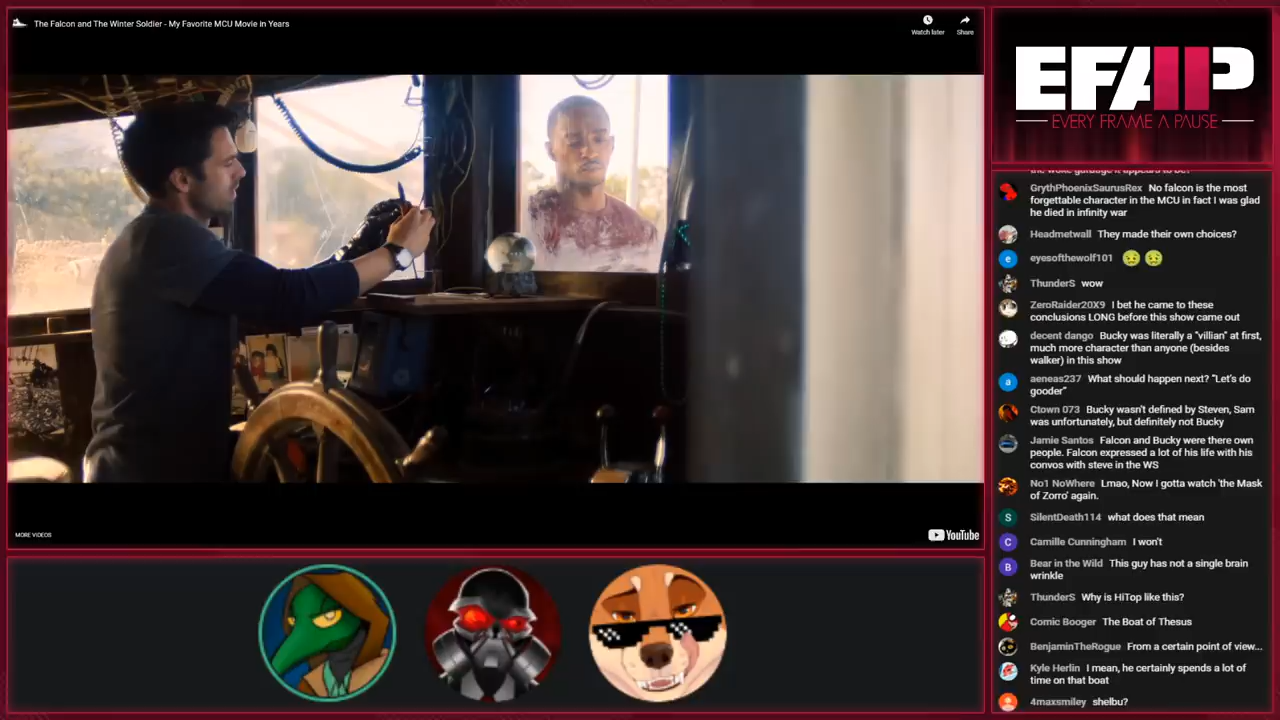 The Falcon and The Winter Soldier - My Favorite MCU Movie in Years
Watch later
Share
MORE VIDEOS
YouTube
EFAP
EVERY FRAME A PAUSE
the woke garbage it appears to be?
GrythPhoenixSaurusRex No falcon is the most
forgettable character in the MCU in fact I was glad
he died in infinity war
Headmetwall They made their own choices?
e eyesofthewolf101
ThunderS wow
ZeroRaider20X9 I bet he came to these
conclusions LONG before this show came out
decent dango Bucky was literally a "villian" at first,
much more character than anyone (besides
walker) in this show
a aeneas237 What should happen next? “Let’s do
gooder”
Ctown 073 Bucky wasn't defined by Steven, Sam
was unfortunately, but definitely not Bucky
Jamie Santos Falcon and Bucky were there own
people. Falcon expressed a lot of his life with his
convos with steve in the WS
No1 NoWhere Lmao, Now I gotta watch 'the Mask
of Zorro' again.
S SilentDeath114 what does that mean
C Camille Cunningham I won't
B Bear in the Wild This guy has not a single brain
wrinkle
ThunderS Why is HiTop like this?
Comic Booger The Boat of Thesus
BenjaminTheRogue From a certain point of view...
Kyle Herlin I mean, he certainly spends a lot of
time on that boat
4maxsmiley shelbu?